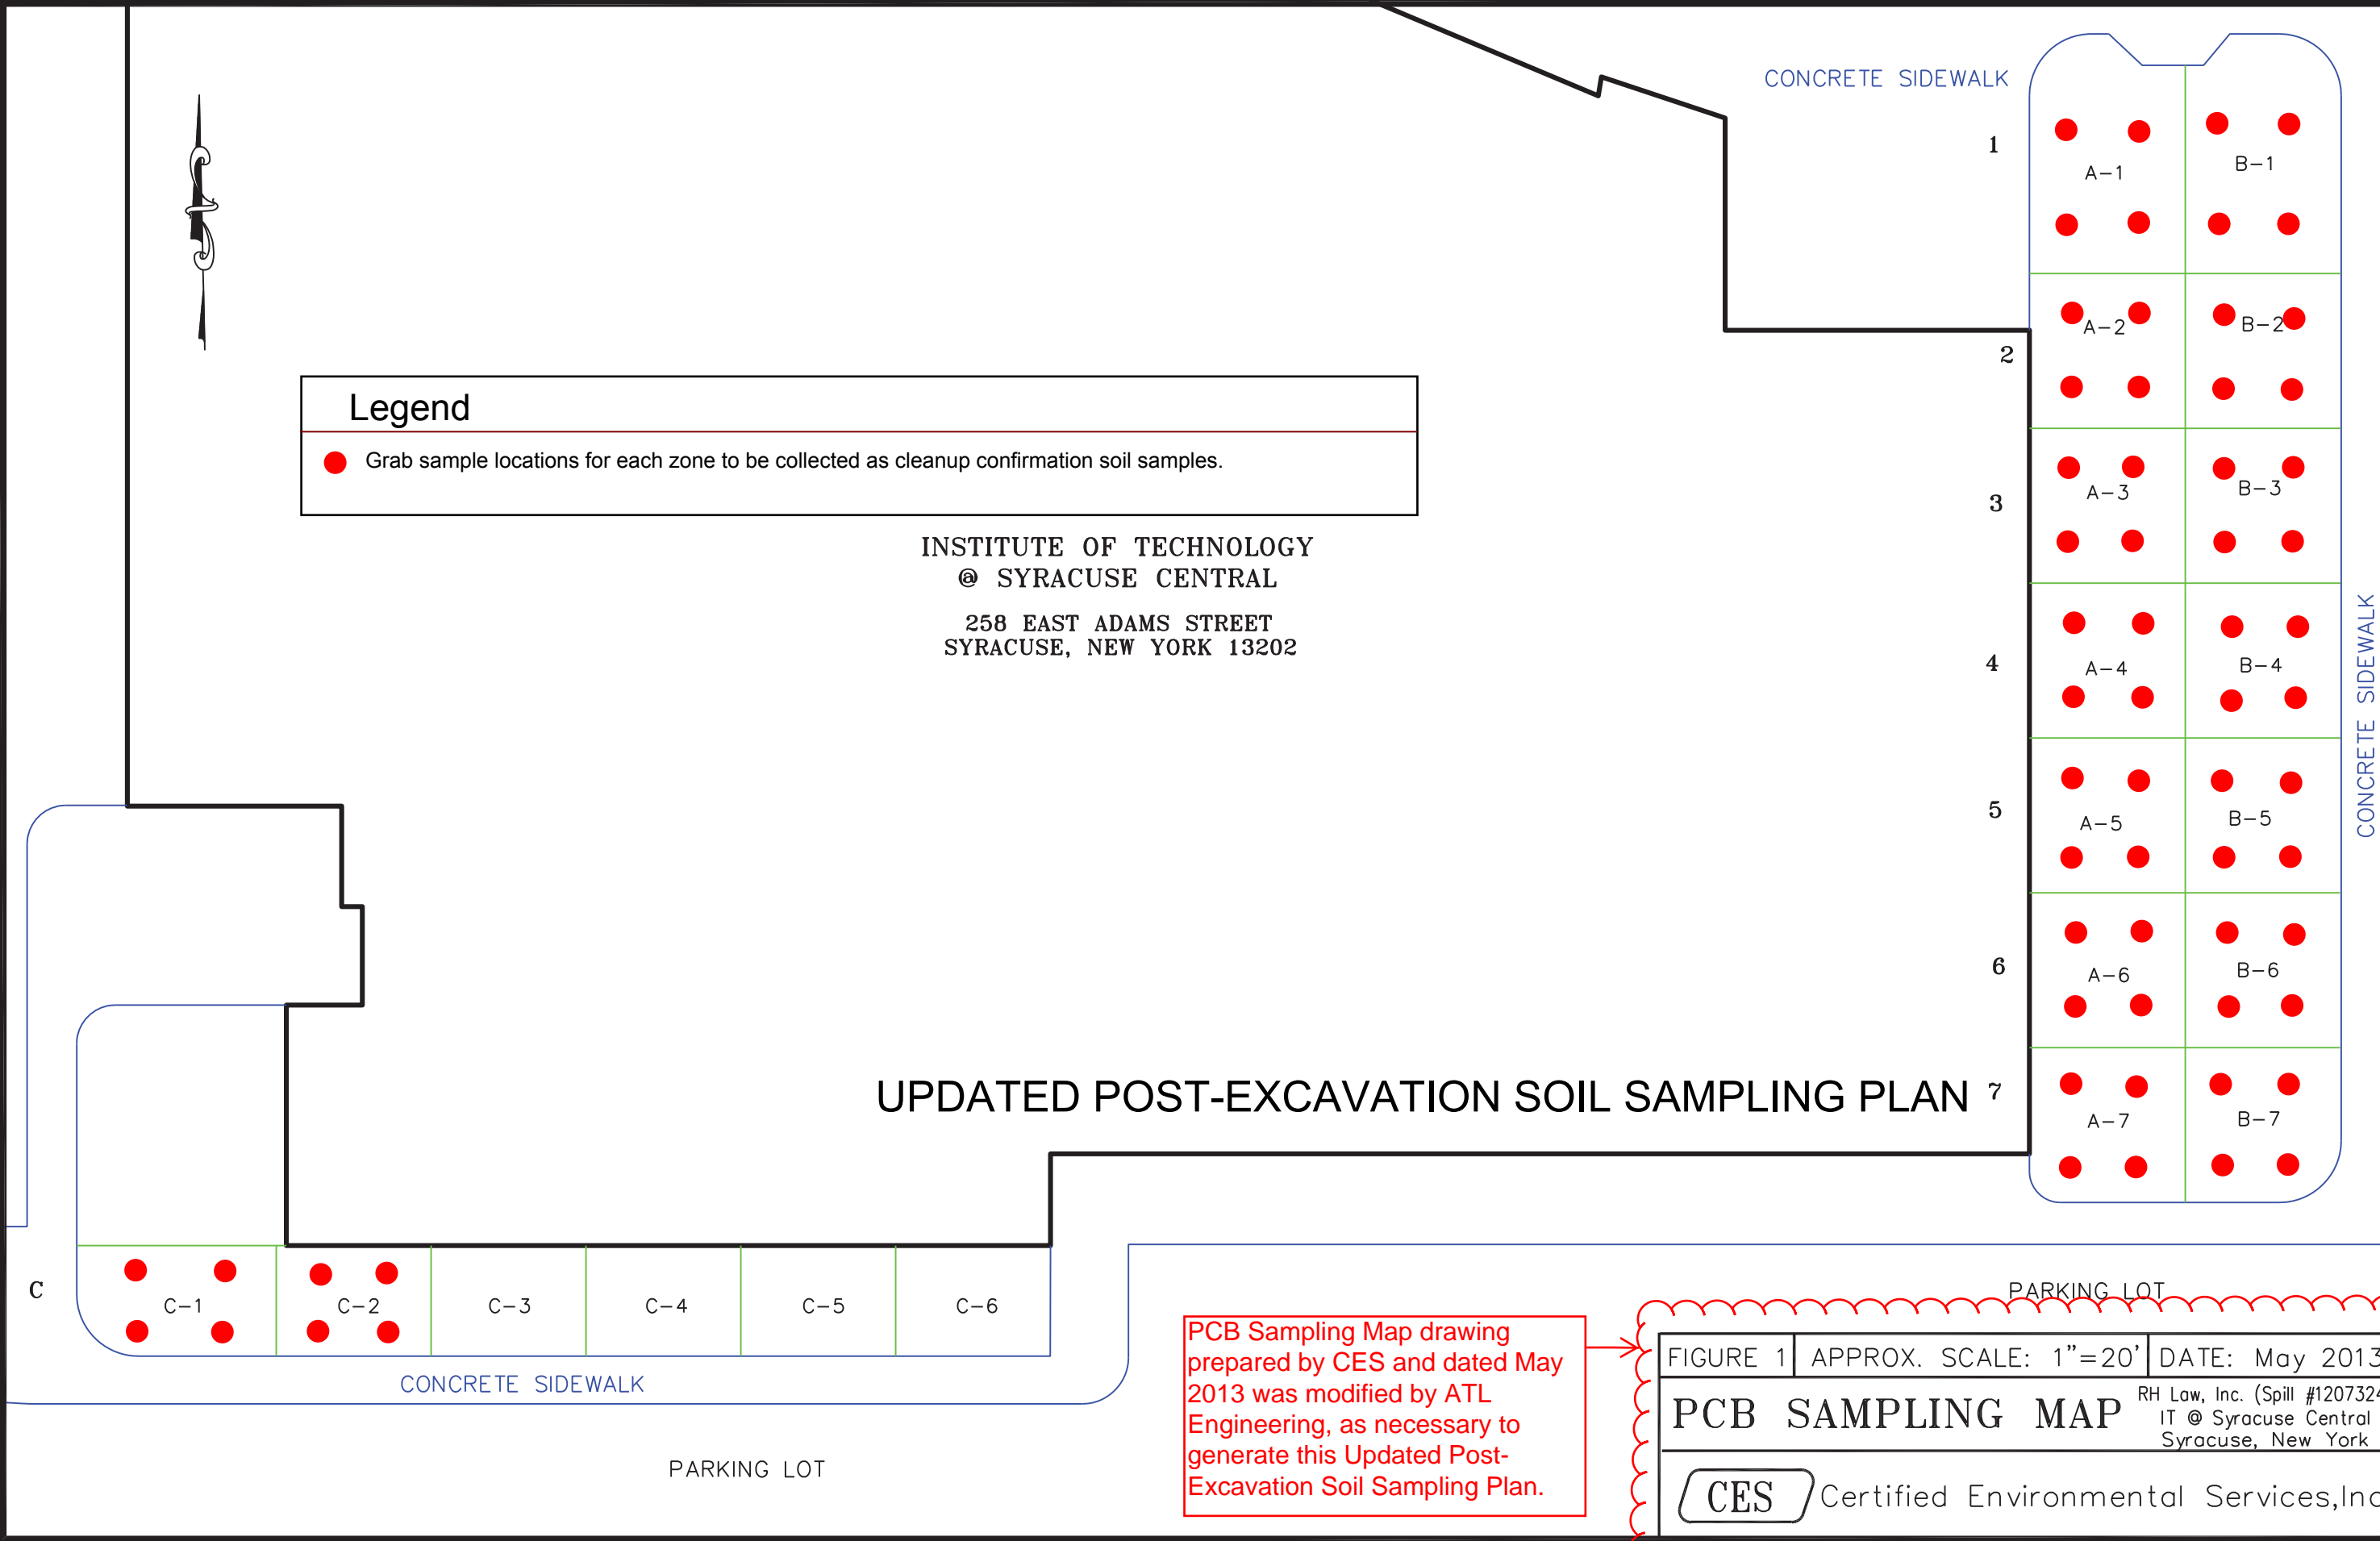 CONCRETE SIDEWALK
1
A-1
B-1
2
A-2
B-2
Legend
Grab sample locations for each zone to be collected as cleanup confirmation soil samples.
3
A-3
B-3
INSTITUTE OF TECHNOLOGY
@ SYRACUSE CENTRAL
258 EAST ADAMS STREET
SYRACUSE, NEW YORK 13202
4
A-4
B-4
CONCRETE SIDEWALK
5
A-5
B-5
6
A-6
B-6
UPDATED POST-EXCAVATION SOIL SAMPLING PLAN
7
A-7
B-7
C
C-1
C-2
C-3
C-4
C-5
C-6
CONCRETE SIDEWALK
PARKING LOT
PARKING LOT
PCB Sampling Map drawing
prepared by CES and dated May
2013 was modified by ATL
Engineering, as necessary to
generate this Updated Post-
Excavation Soil Sampling Plan.
FIGURE 1
APPROX. SCALE: 1"=20'
DATE: May 2013
PCB SAMPLING MAP
RH Law, Inc. (Spill #1207324
IT @ Syracuse Central
Syracuse, New York
CES
Certified Environmental Services,Inc